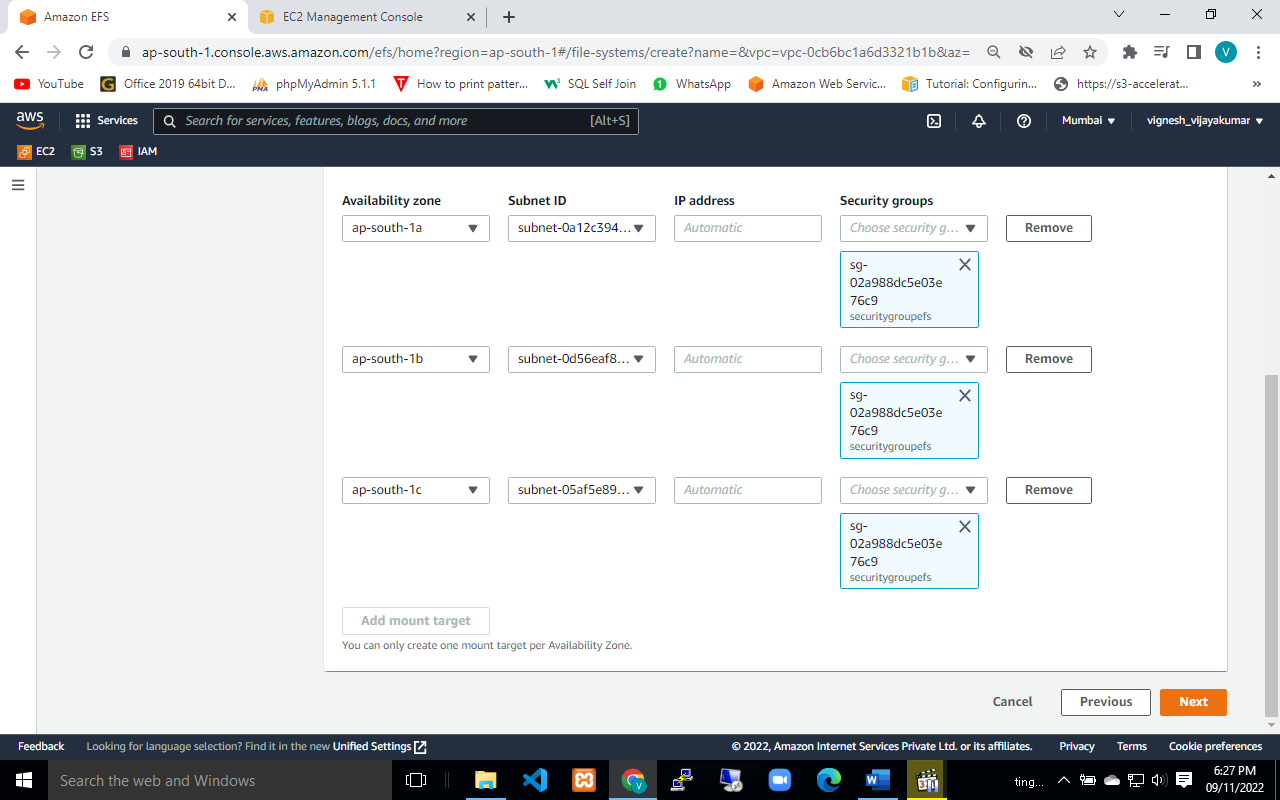 Amazon EFS
EC2 Management Console
ap-south-1.console.aws.amazon.com/efs/home?region=ap-south-1#/file-systems/create?name=&vpc=vpc-0cb6bc1a6d3321b1b&az=
V
YouTube
Office 2019 64bit D...
phpMyAdmin 5.1.1
How to print patter...
SQL Self Join
WhatsApp
Amazon Web Servic...
Tutorial: Configurin...
https://s3-accelerat...
»
aws
Services
Search for services, features, blogs, docs, and more
[Alt+S]
Mumbai
vignesh_vijayakumar
EC2
S3
IAM
Availability zone
Subnet ID
IP address
Security groups
ap-south-1a
subnet-0a12c394...
Automatic
Choose security g...
Remove
sg-
02a988dc5e03e
76c9
securitygroupefs
ap-south-1b
subnet-0d56eaf8...
Automatic
Choose security g...
Remove
sg-
02a988dc5e03e
76c9
securitygroupefs
ap-south-1c
subnet-05af5e89...
Automatic
Choose security g...
Remove
sg-
02a988dc5e03e
76c9
securitygroupefs
Add mount target
You can only create one mount target per Availability Zone.
Cancel
Previous
Next
Feedback
Looking for language selection? Find it in the new Unified Settings
© 2022, Amazon Internet Services Private Ltd. or its affiliates.
Privacy
Terms
Cookie preferences
Search the web and Windows
ting...
6:27 PM
09/11/2022